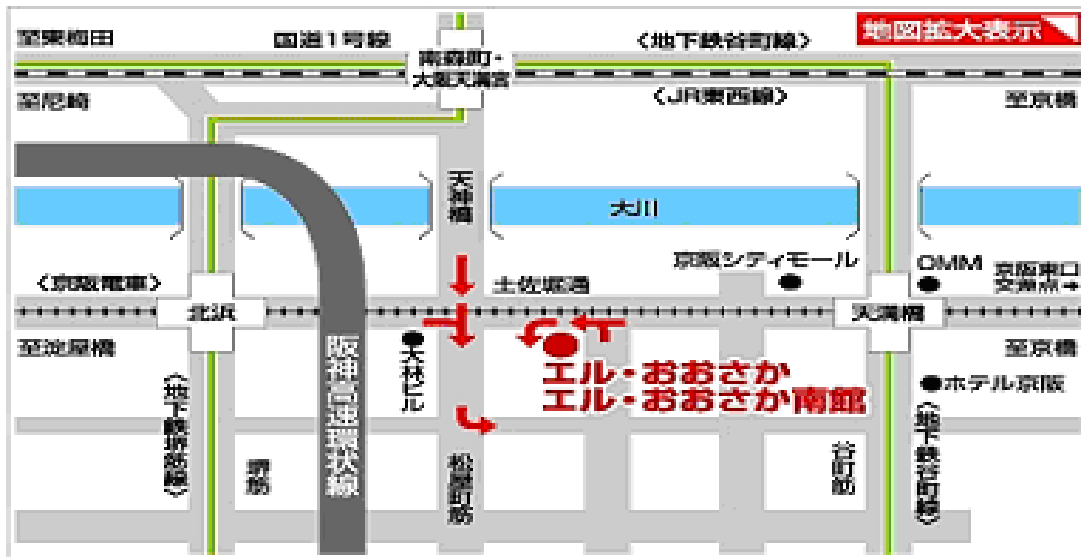 地図拡大表示
至東梅田
国道1号線
南森町・
大阪天満宮
〈地下鉄谷町線〉
至尼崎
〈JR東西線〉
至京橋
天神橋
大川
〈京阪電車〉
北浜
土佐堀通
京阪シティモール
OMM
京阪東口
交差点→
天満橋
至淀屋橋
大林ビル
至京橋
エル・おおさか
エル・おおさか南館
ホテル京阪
阪神高速環状線
〈地下鉄堺筋線〉
堺筋
松屋町筋
谷町筋
〈地下鉄谷町線〉